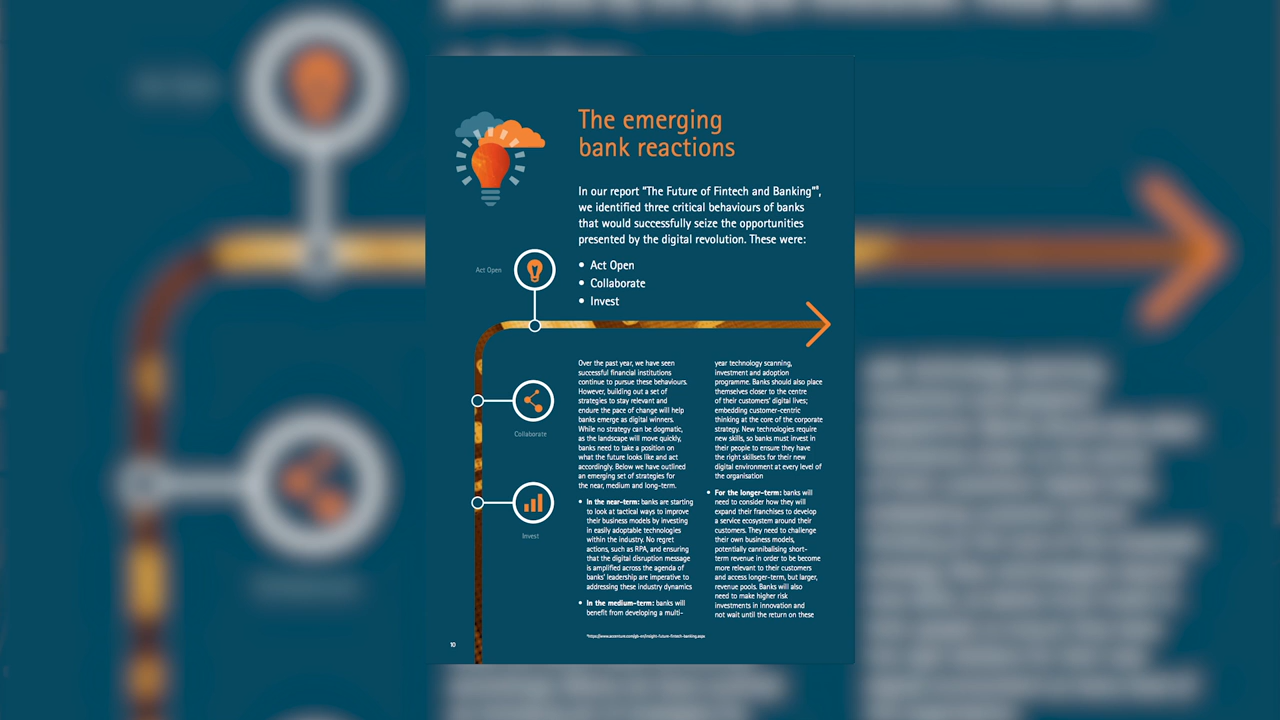 The emerging
bank reactions
In our report "The Future of Fintech and Banking"⁹,
we identified three critical behaviours of banks
that would successfully seize the opportunities
presented by the digital revolution. These were:
• Act Open
• Collaborate
• Invest
Act Open
Collaborate
Invest
Over the past year, we have seen
successful financial institutions
continue to pursue these behaviours.
However, building out a set of
strategies to stay relevant and
endure the pace of change will help
banks emerge as digital winners.
While no strategy can be dogmatic,
as the landscape will move quickly,
banks need to take a position on
what the future looks like and act
accordingly. Below we have outlined
an emerging set of strategies for
the near, medium and long-term.
• In the near-term: banks are starting
to look at tactical ways to improve
their business models by investing
in easily adoptable technologies
within the industry. No regret
actions, such as RPA, and ensuring
that the digital disruption message
is amplified across the agenda of
banks' leadership are imperative to
addressing these industry dynamics
• In the medium-term: banks will
benefit from developing a multi-
year technology scanning,
investment and adoption
programme. Banks should also place
themselves closer to the centre
of their customers' digital lives;
embedding customer-centric
thinking at the core of the corporate
strategy. New technologies require
new skills, so banks must invest in
their people to ensure they have
the right skillsets for their new
digital environment at every level of
the organisation
• For the longer-term: banks will
need to consider how they will
expand their franchises to develop
a service ecosystem around their
customers. They need to challenge
their own business models,
potentially cannibalising short-
term revenue in order to be become
more relevant to their customers
and access longer-term, but larger,
revenue pools. Banks will also
need to make higher risk
investments in innovation and
not wait until the return on these
⁹https://www.accenture.com/gb-en/insight-future-fintech-banking.aspx
10